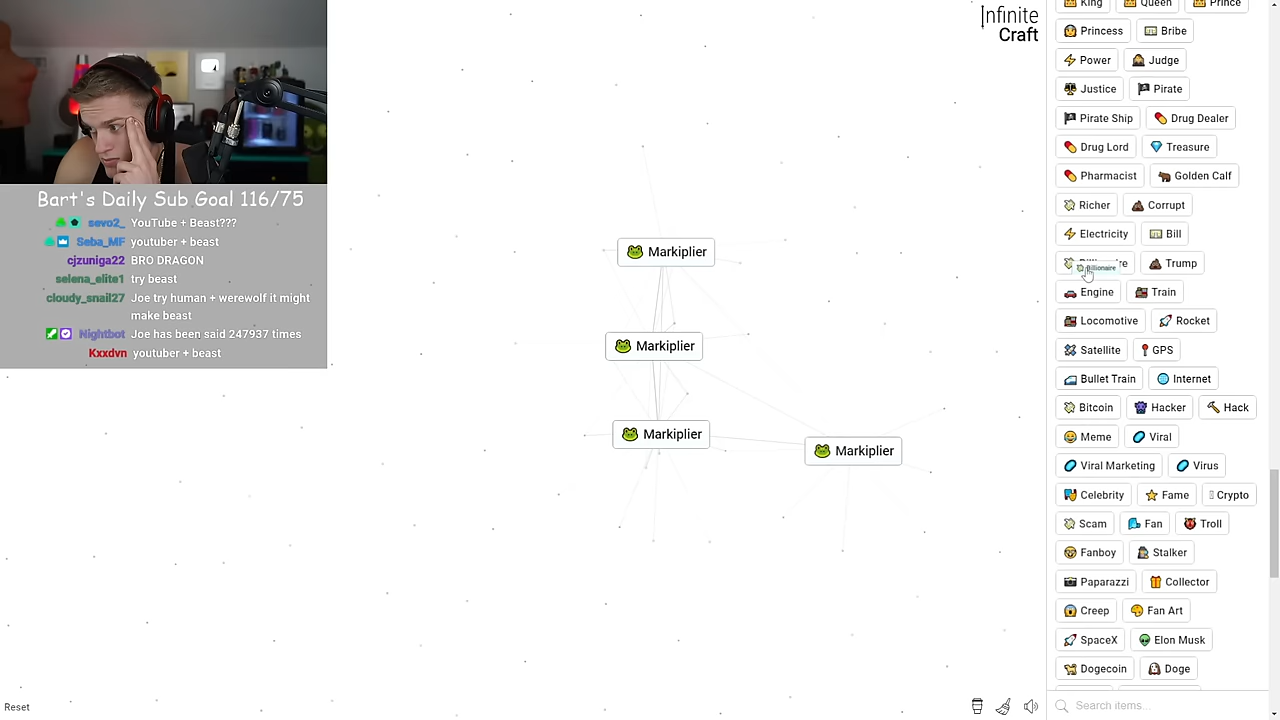 Infinite
Craft
Bart's Daily Sub Goal 116/75
sevo2_ YouTube + Beast???
Seba_MF youtuber + beast
cjzuniga22 BRO DRAGON
selena_elite1 try beast
cloudy_snail27 Joe try human + werewolf it might
make beast
Nightbot Joe has been said 247937 times
Kxxdvn youtuber + beast
Markiplier
Markiplier
Markiplier
Markiplier
King Queen Prince
Princess Bribe
Power Judge
Justice Pirate
Pirate Ship Drug Dealer
Drug Lord Treasure
Pharmacist Golden Calf
Richer Corrupt
Electricity Bill
Billionaire Trump
Engine Train
Locomotive Rocket
Satellite GPS
Bullet Train Internet
Bitcoin Hacker Hack
Meme Viral
Viral Marketing Virus
Celebrity Fame Crypto
Scam Fan Troll
Fanboy Stalker
Paparazzi Collector
Creep Fan Art
SpaceX Elon Musk
Dogecoin Doge
Reset
Search items...